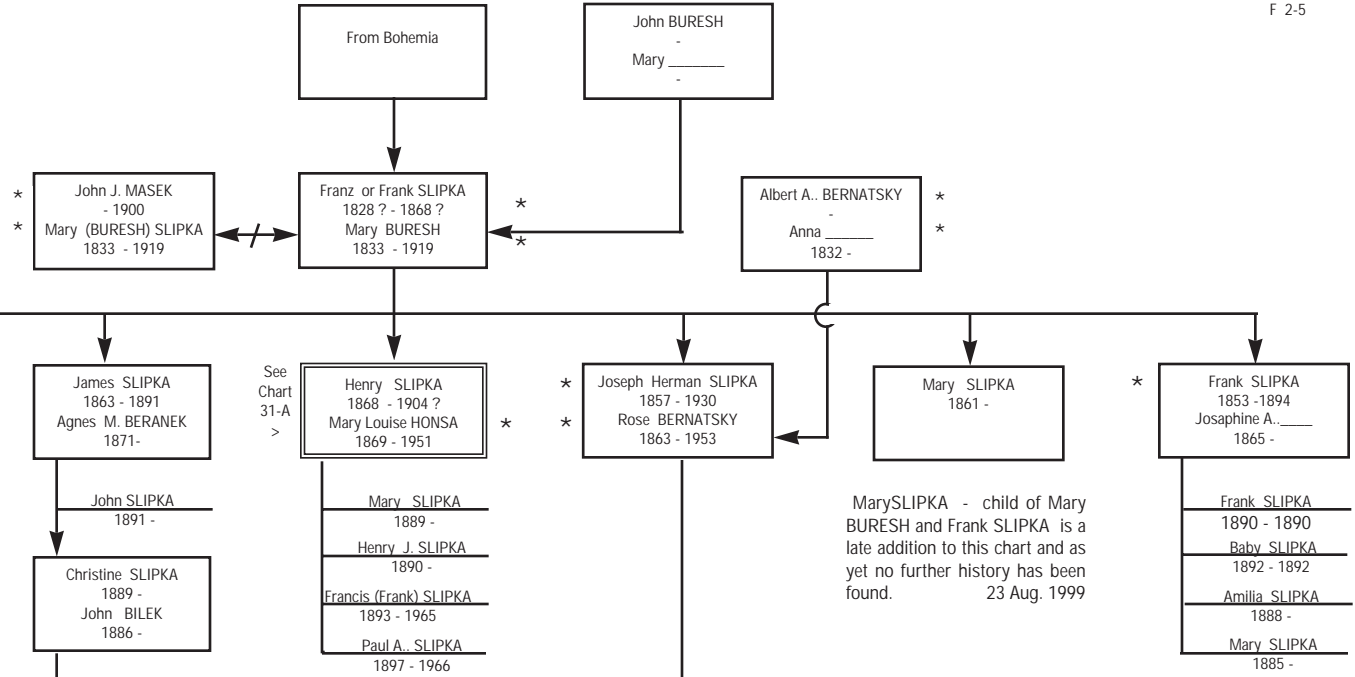 F 2-5
From Bohemia
John BURESH
-
Mary _______
-
*
*
John J. MASEK
- 1900
Mary (BURESH) SLIPKA
1833 - 1919
Franz or Frank SLIPKA
1828 ? - 1868 ?
Mary BURESH
1833 - 1919
*
*
Albert A.. BERNATSKY
-
Anna ______
1832 -
*
*
James SLIPKA
1863 - 1891
Agnes M. BERANEK
1871-
See
Chart
31-A
>
Henry SLIPKA
1868 - 1904 ?
Mary Louise HONSA
1869 - 1951
*
*
*
Joseph Herman SLIPKA
1857 - 1930
Rose BERNATSKY
1863 - 1953
Mary SLIPKA
1861 -
*
Frank SLIPKA
1853 -1894
Josaphine A..____
1865 -
John SLIPKA
1891 -
Christine SLIPKA
1889 -
John BILEK
1886 -
Mary SLIPKA
1889 -
Henry J. SLIPKA
1890 -
Francis (Frank) SLIPKA
1893 - 1965
Paul A.. SLIPKA
1897 - 1966
MarySLIPKA - child of Mary
BURESH and Frank SLIPKA is a
late addition to this chart and as
yet no further history has been
found. 23 Aug. 1999
Frank SLIPKA
1890 - 1890
Baby SLIPKA
1892 - 1892
Amilia SLIPKA
1888 -
Mary SLIPKA
1885 -